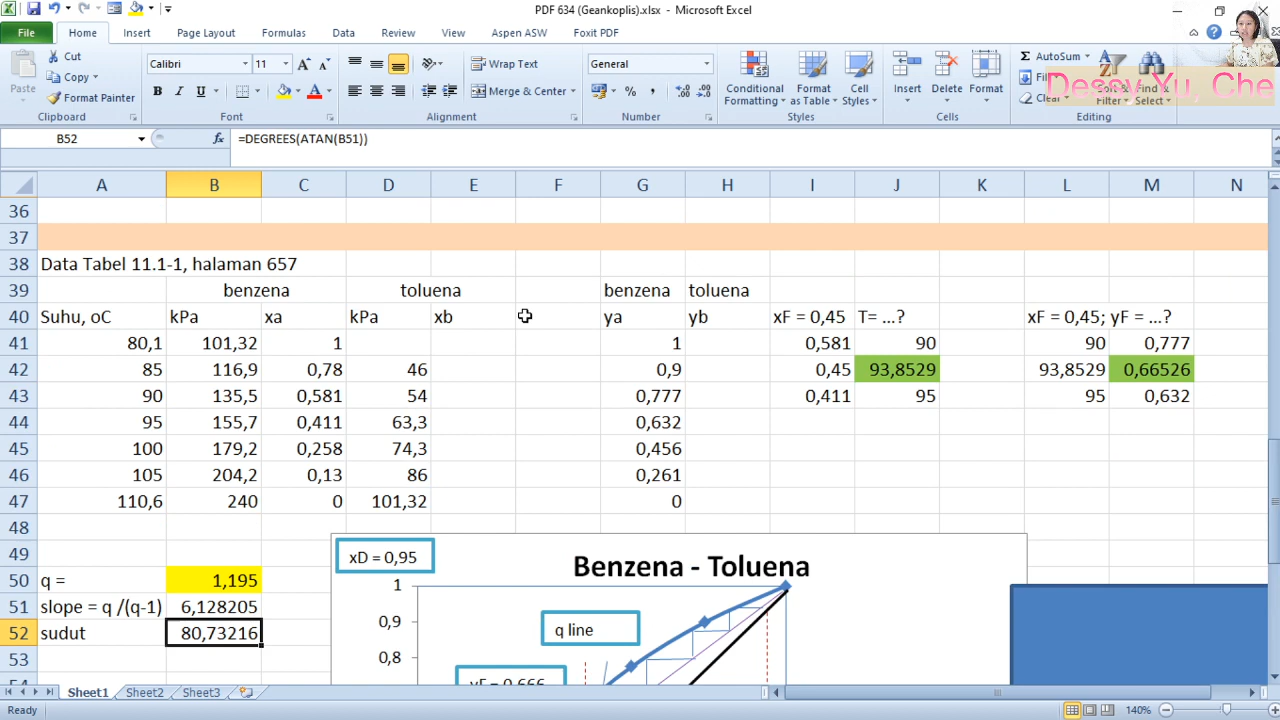 PDF 634 (Geankoplis).xlsx - Microsoft Excel
File Home Insert Page Layout Formulas Data Review View Aspen ASW Foxit PDF
Cut Calibri 11 Wrap Text General AutoSum
Copy
Paste Format Painter Merge & Center Conditional Formatting Format as Table Cell Styles Insert Delete Format Clear Sort & Filter Find & Select
Dessy Yu, Che
Clipboard Font Alignment Number Styles Cells Editing
B52 fx =DEGREES(ATAN(B51))
A B C D E F G H I J K L M N
36
37
38 Data Tabel 11.1-1, halaman 657
39 benzena toluena benzena toluena
40 Suhu, oC kPa xa kPa xb ya yb xF = 0,45 T= ...? xF = 0,45; yF = ...?
41 80,1 101,32 1 1 0,581 90 90 0,777
42 85 116,9 0,78 46 0,9 0,45 93,8529 93,8529 0,66526
43 90 135,5 0,581 54 0,777 0,411 95 95 0,632
44 95 155,7 0,411 63,3 0,632
45 100 179,2 0,258 74,3 0,456
46 105 204,2 0,13 86 0,261
47 110,6 240 0 101,32 0
48
49
50 q = 1,195
51 slope = q /(q-1) 6,128205
52 sudut 80,73216
53
xD = 0,95
Benzena - Toluena
1
0,9
q line
0,8
Sheet1 Sheet2 Sheet3
Ready 140%